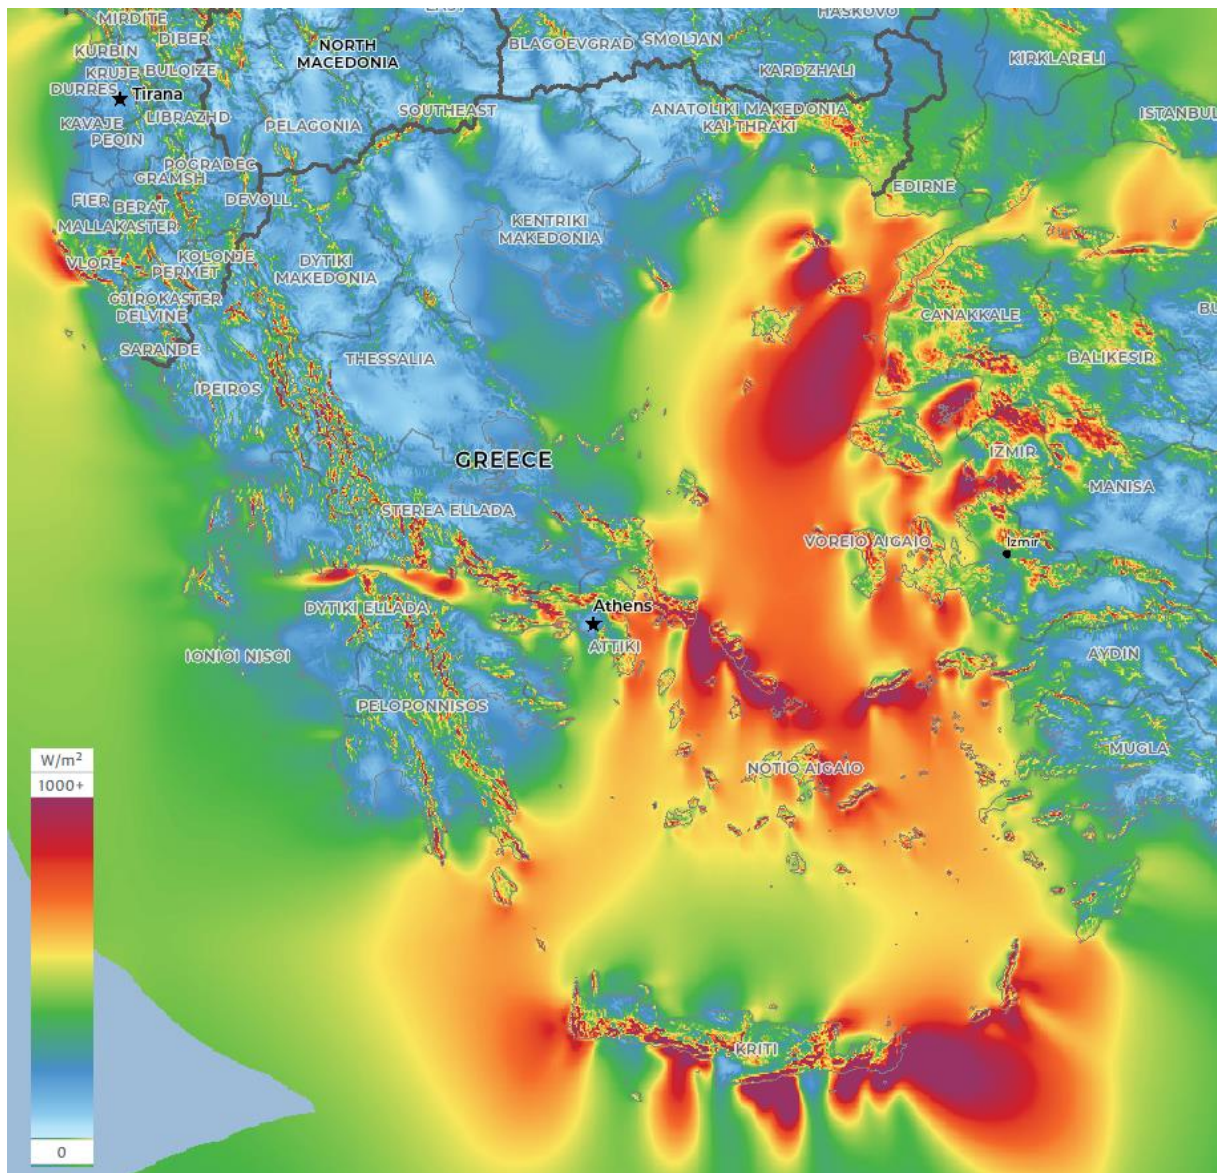 MIRDITE
DIBER
KURBIN
NORTH
MACEDONIA
BLAGOEVGRAD
SMOLJAN
HASKOVO
KIRKLARELI
KRUJE
BULQIZE
KARDZHALI
DURRES
Tirana
SOUTHEAST
ANATOLIKI MAKEDONIA
KAI THRAKI
ISTANBUL
KAVAJE
LIBRAZHD
PELAGONIA
PEQIN
POGRADEC
GRAMSH
EDIRNE
FIER
BERAT
DEVOLL
MALLAKASTER
KENTRIKI
MAKEDONIA
VLORE
KOLONJE
PERMET
DYTIKI
MAKEDONIA
GJIROKASTER
DELVINE
CANAKKALE
BU
SARANDE
THESSALIA
BALIKESIR
IPEIROS
GREECE
IZMIR
MANISA
STEREA ELLADA
VOREIO AIGAIO
Izmir
DYTIKI ELLADA
Athens
ATTIKI
IONIOI NISOI
AYDIN
PELOPONNISOS
MUGLA
NOTIO AIGAIO
W/m²
1000+
KRITI
0